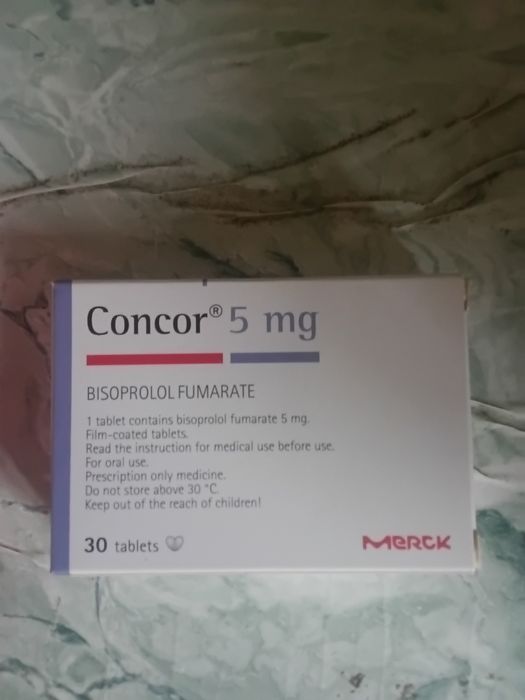 Concor® 5 mg
BISOPROLOL FUMARATE
1 tablet contains bisoprolol fumarate 5 mg.
Film-coated tablets.
Read the instruction for medical use before use.
For oral use.
Prescription only medicine.
Do not store above 30 °C.
Keep out of the reach of children!
30 tablets
MERCK